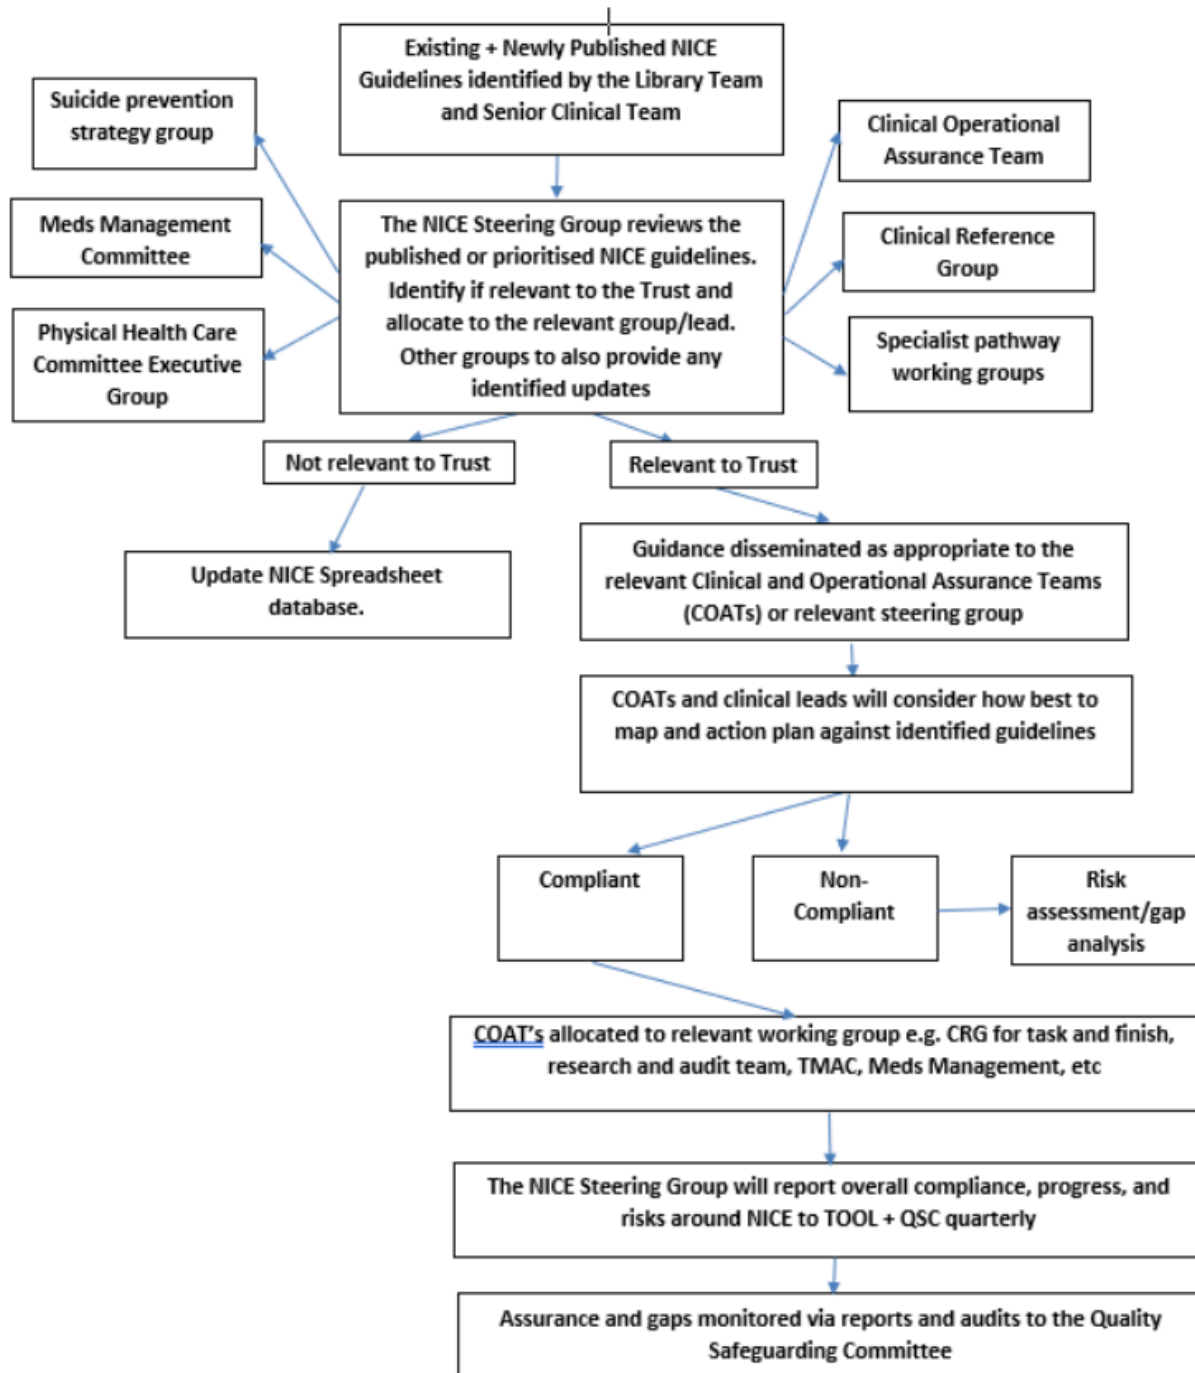 Existing + Newly Published NICE
Guidelines identified by the Library Team
and Senior Clinical Team
Suicide prevention
strategy group
Clinical Operational
Assurance Team
Meds Management
Committee
The NICE Steering Group reviews the
published or prioritised NICE guidelines.
Identify if relevant to the Trust and
allocate to the relevant group/lead.
Other groups to also provide any
identified updates
Clinical Reference
Group
Physical Health Care
Committee Executive
Group
Specialist pathway
working groups
Not relevant to Trust
Relevant to Trust
Update NICE Spreadsheet
database.
Guidance disseminated as appropriate to the
relevant Clinical and Operational Assurance Teams
(COATs) or relevant steering group
COATs and clinical leads will consider how best to
map and action plan against identified guidelines
Compliant
Non-
Compliant
Risk
assessment/gap
analysis
COAT's allocated to relevant working group e.g. CRG for task and finish,
research and audit team, TMAC, Meds Management, etc
The NICE Steering Group will report overall compliance, progress, and
risks around NICE to TOOL + QSC quarterly
Assurance and gaps monitored via reports and audits to the Quality
Safeguarding Committee